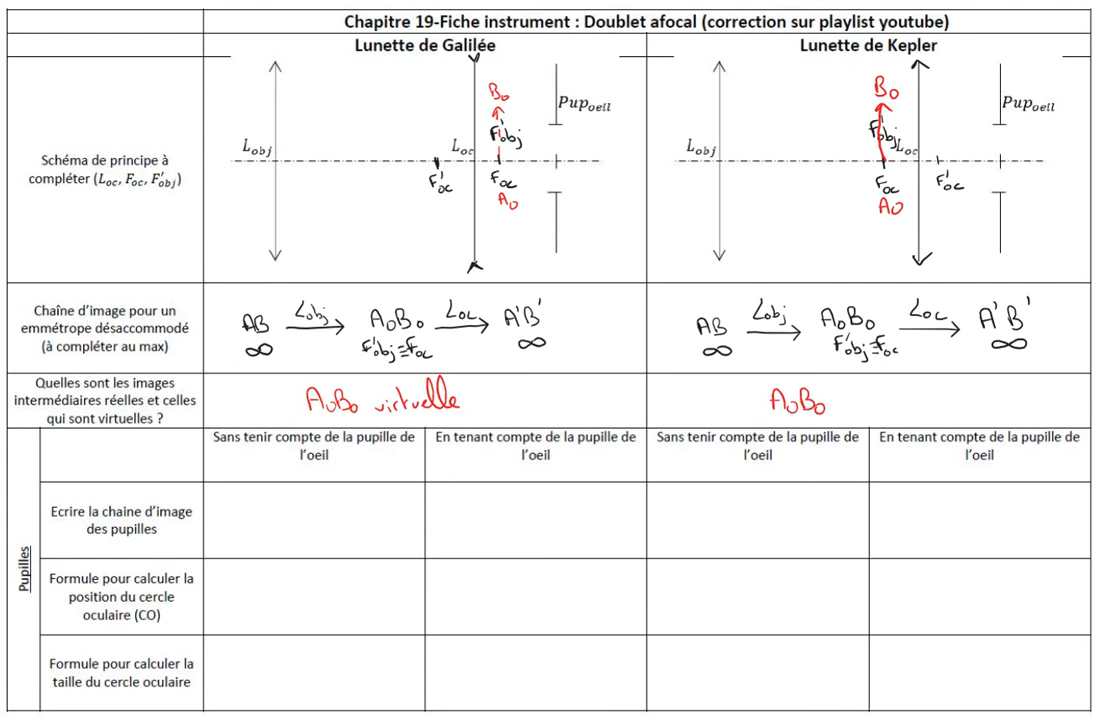 Chapitre 19-Fiche instrument : Doublet afocal (correction sur playlist youtube)
Lunette de Galilée
Lunette de Kepler
Schéma de principe à
compléter (Loc, Foc, F'obj)
Lobj
Loc
F'oc
Bo
F'obj
Foc
Ao
Pupoeil
Lobj
Bo
F'obj
Loc
Foc
Ao
F'oc
Pupoeil
Chaîne d'image pour un
emmétrope désaccommodé
(à compléter au max)
AB Lobj AoBo Loc A'B'
∞ F'obj≡Foc ∞
AB Lobj AoBo Loc A'B'
∞ F'obj≡Foc ∞
Quelles sont les images
intermédiaires réelles et celles
qui sont virtuelles ?
AoBo virtuelle
AoBo
Sans tenir compte de la pupille de
l'oeil
En tenant compte de la pupille de
l'oeil
Sans tenir compte de la pupille de
l'oeil
En tenant compte de la pupille de
l'oeil
Pupilles
Ecrire la chaine d'image
des pupilles
Formule pour calculer la
position du cercle
oculaire (CO)
Formule pour calculer la
taille du cercle oculaire